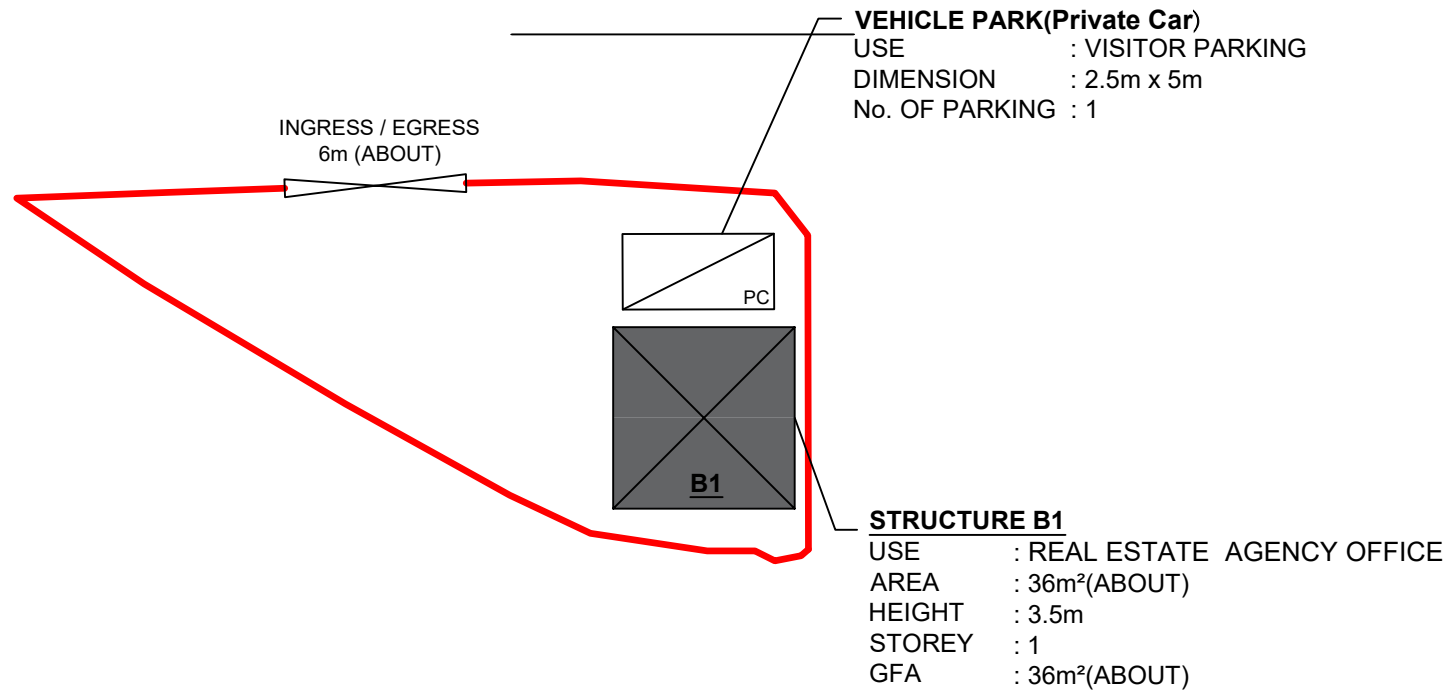 VEHICLE PARK(Private Car)
USE : VISITOR PARKING
DIMENSION : 2.5m x 5m
No. OF PARKING : 1
INGRESS / EGRESS
6m (ABOUT)
PC
B1
STRUCTURE B1
USE : REAL ESTATE AGENCY OFFICE
AREA : 36m²(ABOUT)
HEIGHT : 3.5m
STOREY : 1
GFA : 36m²(ABOUT)